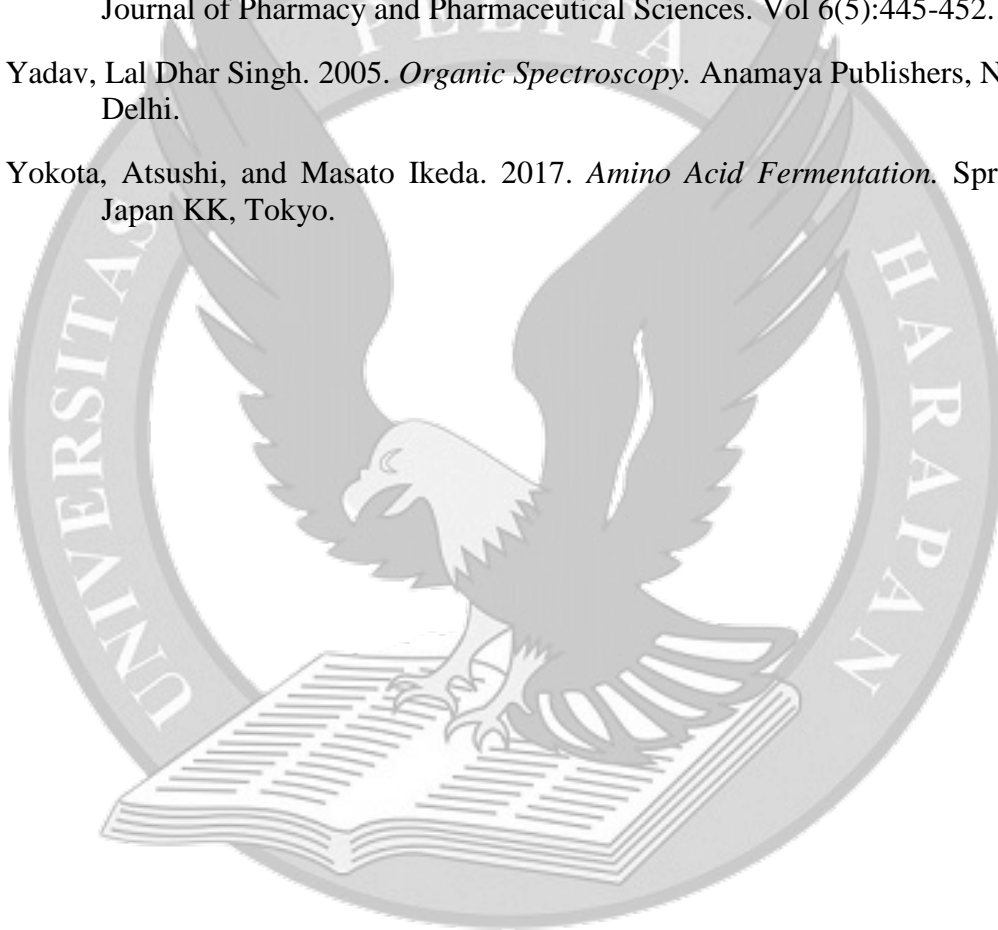 Journal of Pharmacy and Pharmaceutical Sciences. Vol 6(5):445-452.
Yadav, Lal Dhar Singh. 2005. Organic Spectroscopy. Anamaya Publishers, N
Delhi.
Yokota, Atsushi, and Masato Ikeda. 2017. Amino Acid Fermentation. Spr
Japan KK, Tokyo.
UNIVERSITAS
PELITA
HARAPAN